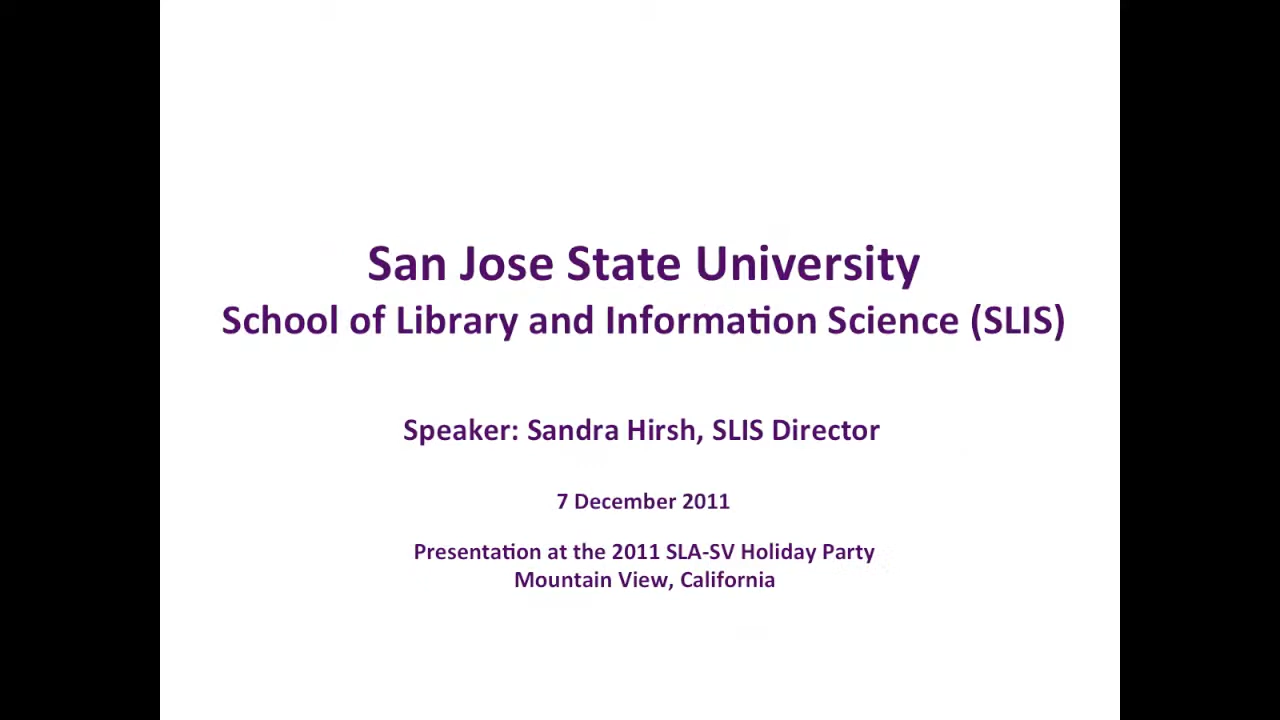 San Jose State University
School of Library and Information Science (SLIS)
Speaker: Sandra Hirsh, SLIS Director
7 December 2011
Presentation at the 2011 SLA-SV Holiday Party
Mountain View, California